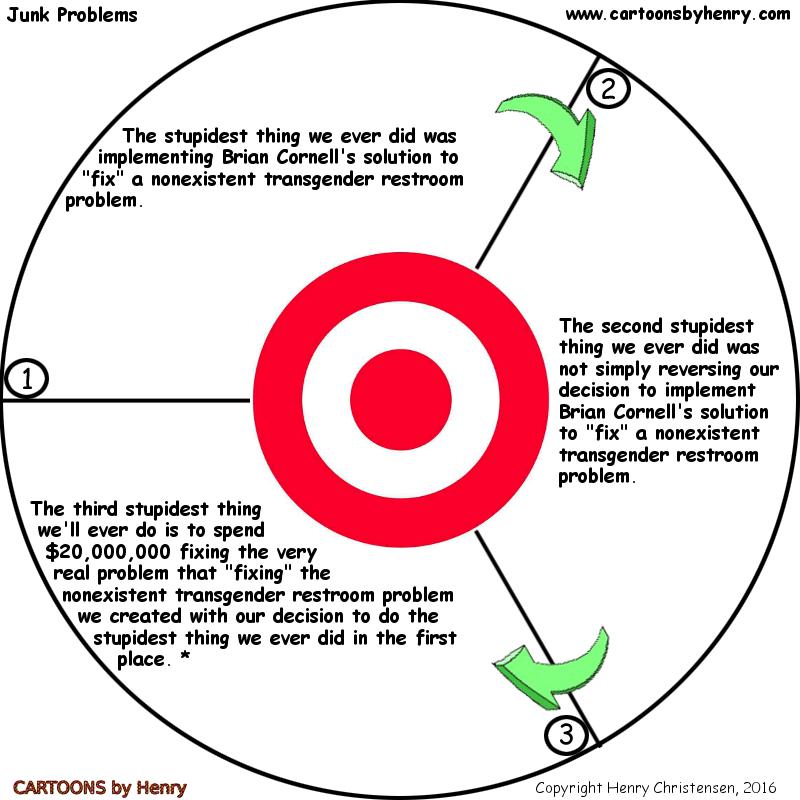 Junk Problems
www.cartoonsbyhenry.com
1
The stupidest thing we ever did was
implementing Brian Cornell's solution to
"fix" a nonexistent transgender restroom
problem.
2
The second stupidest
thing we ever did was
not simply reversing our
decision to implement
Brian Cornell's solution
to "fix" a nonexistent
transgender restroom
problem.
3
The third stupidest thing
we'll ever do is to spend
$20,000,000 fixing the very
real problem that "fixing" the
nonexistent transgender restroom problem
we created with our decision to do the
stupidest thing we ever did in the first
place. *
CARTOONS by Henry
Copyright Henry Christensen, 2016